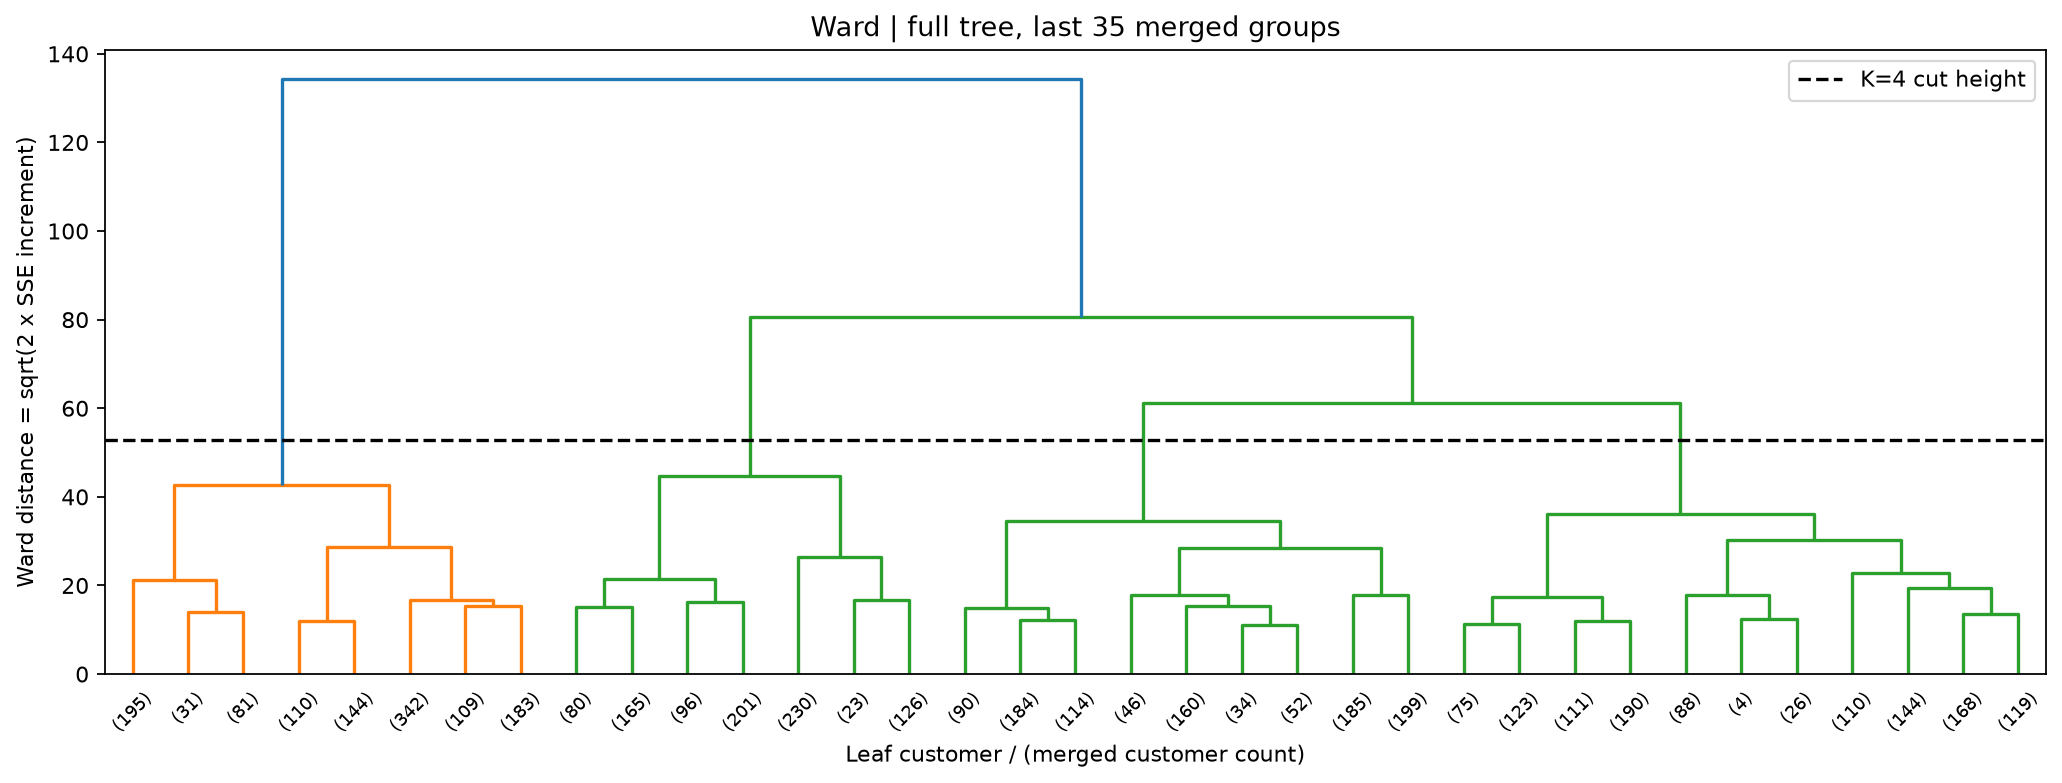 Ward | full tree, last 35 merged groups
140
120
100
80
60
40
20
0
Ward distance = sqrt(2 x SSE increment)
K=4 cut height
(195) (31) (81) (110) (144) (342) (109) (183) (80) (165) (96) (201) (230) (23) (126) (90) (184) (114) (46) (160) (34) (52) (185) (199) (75) (123) (111) (190) (88) (4) (26) (110) (144) (168) (119)
Leaf customer / (merged customer count)